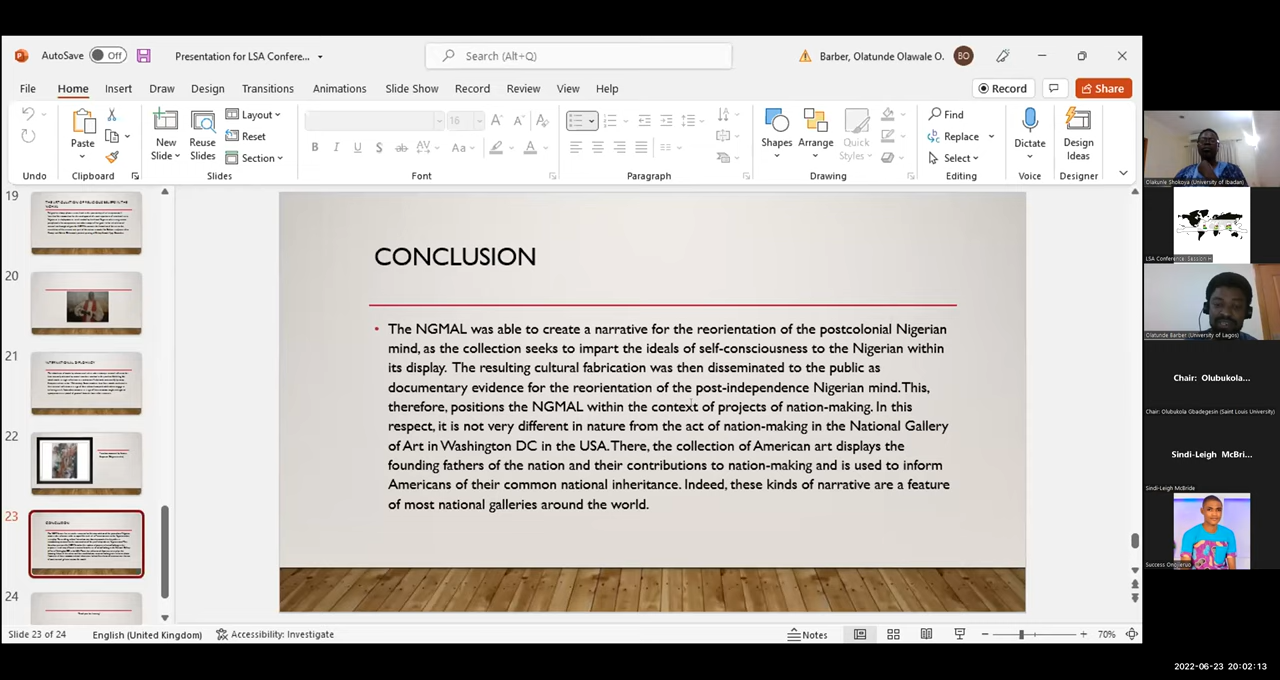 AutoSave Off Presentation for LSA Confere... Search (Alt+Q) Barber, Olatunde Olawale O. BO
File Home Insert Draw Design Transitions Animations Slide Show Record Review View Help Record Share
Paste New Slide Reuse Slides Layout Reset Section 16 Aa Shapes Arrange Quick Styles Find Replace Select Dictate Design Ideas
Undo Clipboard Slides Font Paragraph Drawing Editing Voice Designer
19
20
21
INTERNATIONAL DIPLOMACY
22
23
CONCLUSION
24
CONCLUSION
• The NGMAL was able to create a narrative for the reorientation of the postcolonial Nigerian
mind, as the collection seeks to impart the ideals of self-consciousness to the Nigerian within
its display. The resulting cultural fabrication was then disseminated to the public as
documentary evidence for the reorientation of the post-independence Nigerian mind. This,
therefore, positions the NGMAL within the context of projects of nation-making. In this
respect, it is not very different in nature from the act of nation-making in the National Gallery
of Art in Washington DC in the USA. There, the collection of American art displays the
founding fathers of the nation and their contributions to nation-making and is used to inform
Americans of their common national inheritance. Indeed, these kinds of narrative are a feature
of most national galleries around the world.
Slide 23 of 24 English (United Kingdom) Accessibility: Investigate Notes 70%
Olakunle Shokoya (University of Ibadan)
LSA Conference: Session H
Olatunde Barber (University of Lagos)
Chair: Olubukola...
Chair: Olubukola Gbadegesin (Saint Louis University)
Sindi-Leigh McBri...
Sindi-Leigh McBride
2022-06-23 20:02:13